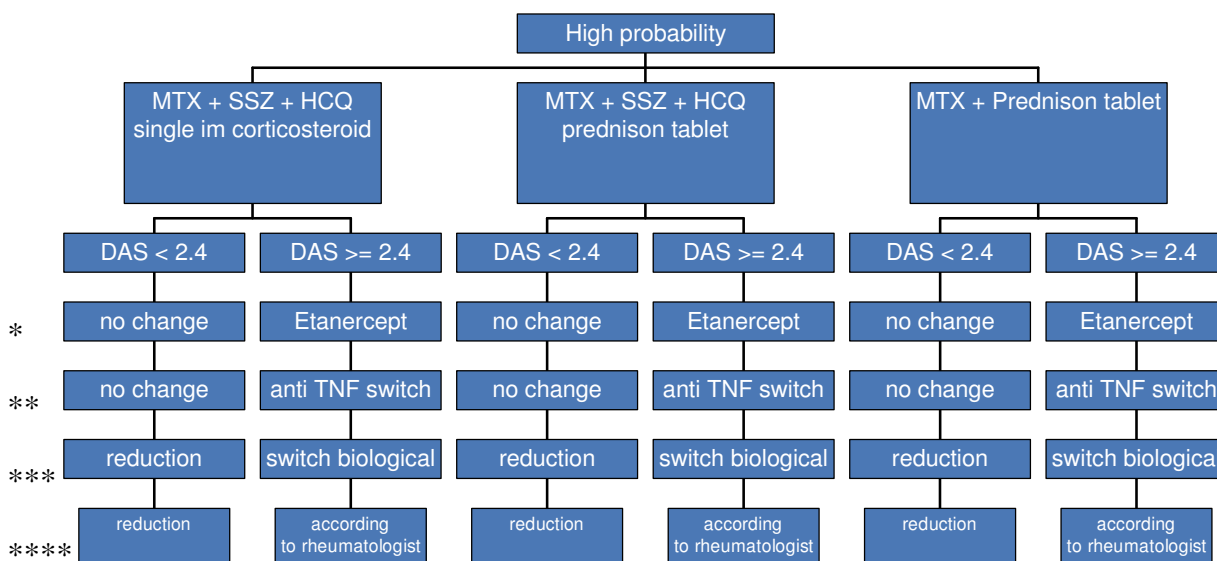 High probability
MTX + SSZ + HCQ
single im corticosteroid
MTX + SSZ + HCQ
prednison tablet
MTX + Prednison tablet
DAS < 2.4
DAS >= 2.4
DAS < 2.4
DAS >= 2.4
DAS < 2.4
DAS >= 2.4
*
no change
Etanercept
no change
Etanercept
no change
Etanercept
**
no change
anti TNF switch
no change
anti TNF switch
no change
anti TNF switch
***
reduction
switch biological
reduction
switch biological
reduction
switch biological
****
reduction
according
to rheumatologist
reduction
according
to rheumatologist
reduction
according
to rheumatologist